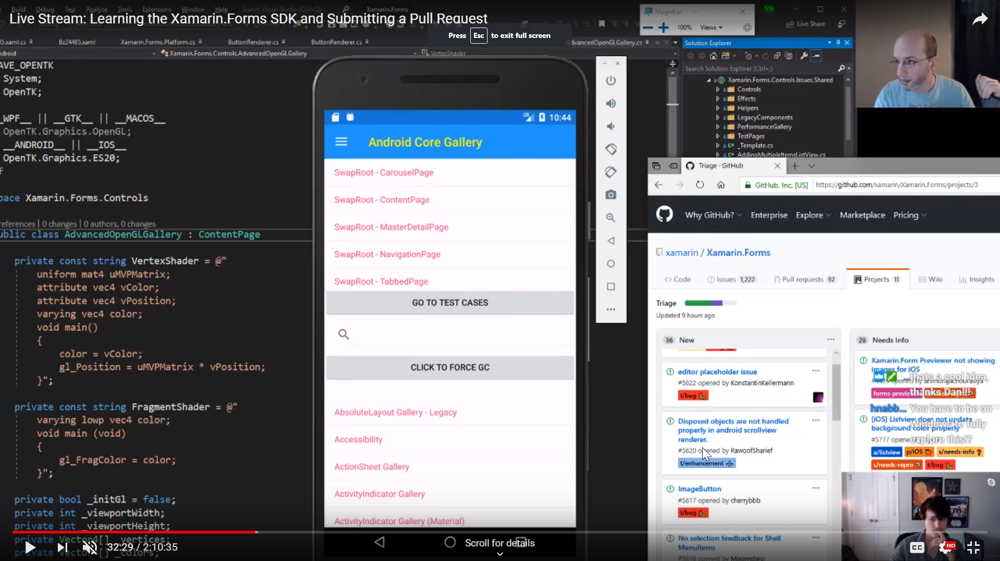 Build Debug Test Analyze Tools Extensions Window Help Search Visual Studio (Ctrl+Q) Xamarin.Forms
Live Stream: Learning the Xamarin.Forms SDK and Submitting a Pull Request
Press Esc to exit full screen
Magnifier
100% Views
SN
Live Share
5.xaml.cs Bz24485.xaml Xamarin.Forms.Platform.cs ButtonRenderer.cs ButtonRenderer.cs AdvancedOpenGLGallery.cs
ndroid Xamarin.Forms.Controls.AdvancedOpenGLGallery VertexShader
AVE_OPENTK
System;
OpenTK;
WPF__ || __GTK__ || __MACOS__
OpenTK.Graphics.OpenGL;
__ANDROID__ || __IOS__
OpenTK.Graphics.ES20;
f
pace Xamarin.Forms.Controls
references | 0 changes | 0 authors, 0 changes
ublic class AdvancedOpenGLGallery : ContentPage
private const string VertexShader = @"
uniform mat4 uMVPMatrix;
attribute vec4 vColor;
attribute vec4 vPosition;
varying vec4 color;
void main()
{
color = vColor;
gl_Position = uMVPMatrix * vPosition;
}";
private const string FragmentShader = @"
varying lowp vec4 color;
void main (void)
{
gl_FragColor = color;
}";
private bool _initGl = false;
private int _viewportWidth;
private int _viewportHeight;
private Vector4[] _vertices;
private Vector4[] _colors;
LTE 10:44
Android Core Gallery
SwapRoot - CarouselPage
SwapRoot - ContentPage
SwapRoot - MasterDetailPage
SwapRoot - NavigationPage
SwapRoot - TabbedPage
GO TO TEST CASES
CLICK TO FORCE GC
AbsoluteLayout Gallery - Legacy
Accessibility
ActionSheet Gallery
ActivityIndicator Gallery
ActivityIndicator Gallery (Material)
Solution Explorer
Search Solution Explorer (Ctrl+;)
Xamarin.Forms.Controls.Issues.Shared
Controls
Effects
Helpers
LegacyComponents
PerformanceGallery
TestPages
_Template.cs
AddingMultipleItemsListView.cs
Triage - GitHub
GitHub, Inc. [US] https://github.com/xamarin/Xamarin.Forms/projects/3
Why GitHub? Enterprise Explore Marketplace Pricing
xamarin / Xamarin.Forms
Code Issues 1,222 Pull requests 92 Projects 11 Wiki Insights
Triage
Updated 9 hours ago
36 New
editor placeholder issue
#5822 opened by KonstantinKellermann
t/bug
Disposed objects are not handled
properly in android scrollview
renderer.
#5820 opened by RawoofSharief
t/enhancement
ImageButton
#5817 opened by cherrybbb
t/bug
No selection feedback for Shell
MenuItems
#5816 opened by Magendanz
28 Needs Info
Xamarin.Form Previewer not showing
images for iOS
opened by arvindrajachourasiya
forms-previe
[iOS] Listview does not update
background color properly
#5777 opene
a/listview p/iOS s/needs-info
s/needs-repro t/bug
thats a cool idea,
thanks Dan!!!
hnabb... You have to be on
Windows to fully
explore this!?
32:29 / 2:10:35
Scroll for details
CC HD